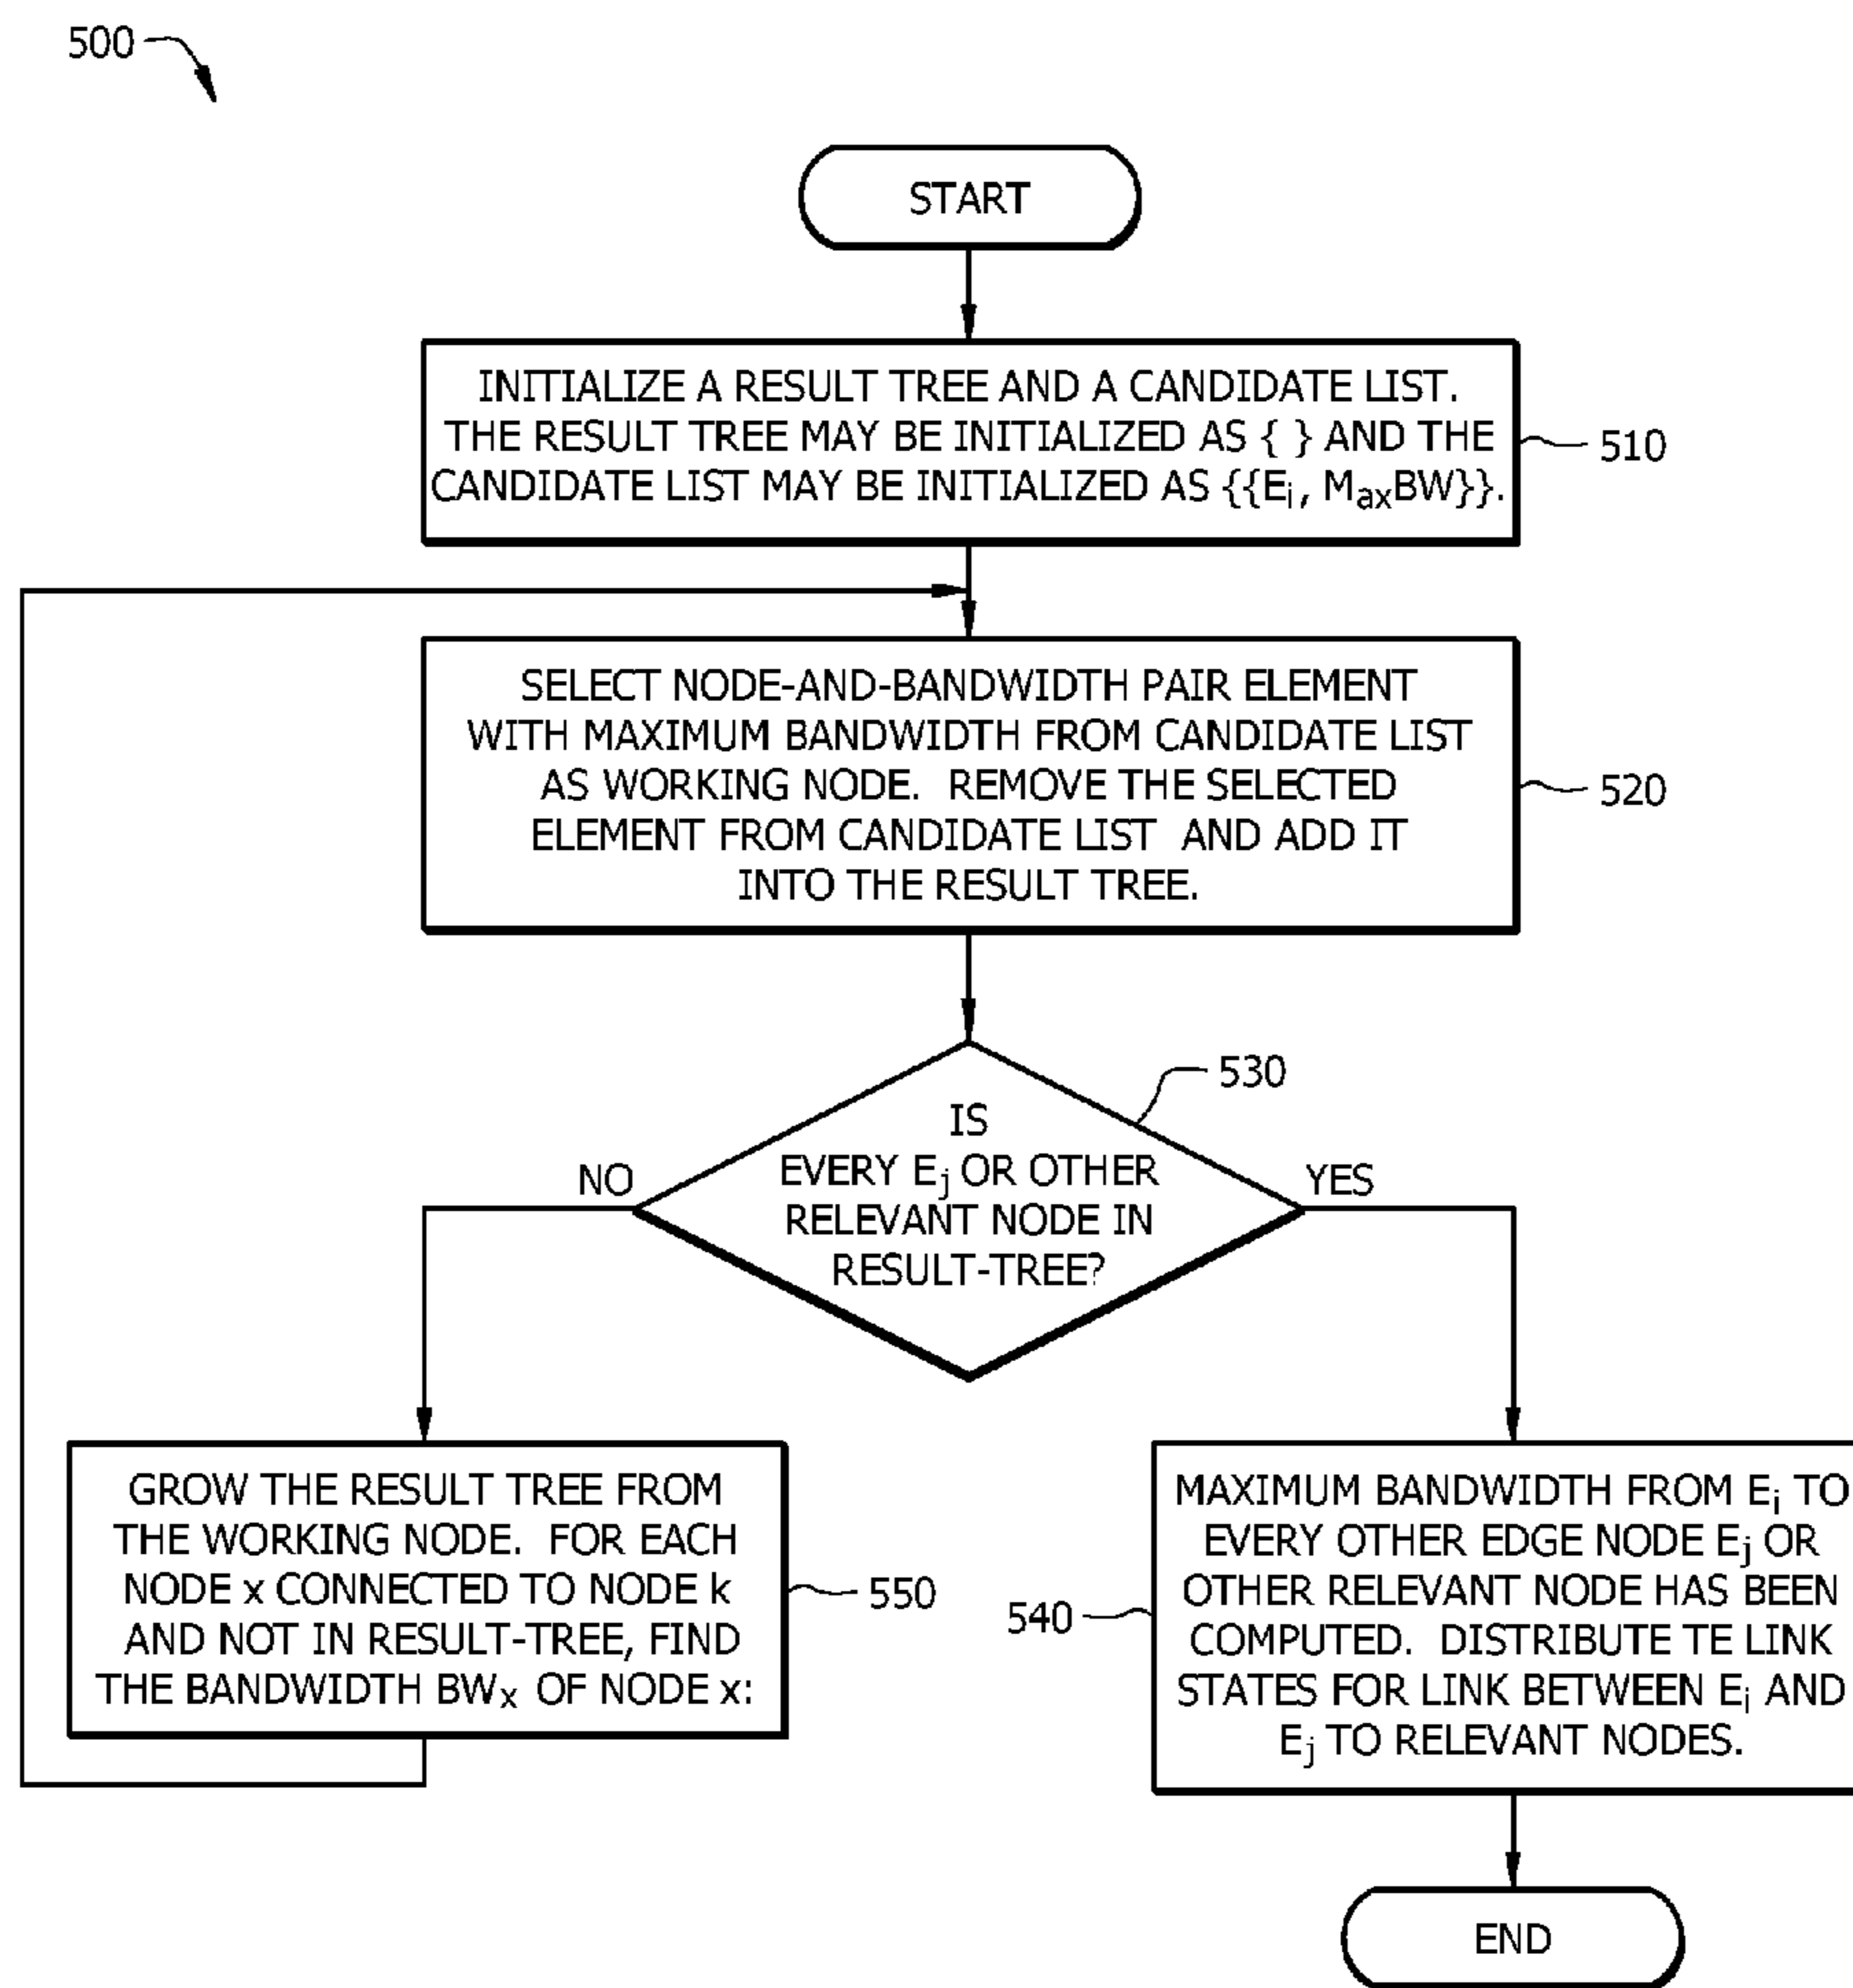 500
START
INITIALIZE A RESULT TREE AND A CANDIDATE LIST.
THE RESULT TREE MAY BE INITIALIZED AS { } AND THE
CANDIDATE LIST MAY BE INITIALIZED AS {{Ei, MaxBW}}.
510
SELECT NODE-AND-BANDWIDTH PAIR ELEMENT
WITH MAXIMUM BANDWIDTH FROM CANDIDATE LIST
AS WORKING NODE. REMOVE THE SELECTED
ELEMENT FROM CANDIDATE LIST AND ADD IT
INTO THE RESULT TREE.
520
530
IS
EVERY Ej OR OTHER
RELEVANT NODE IN
RESULT-TREE?
NO
YES
GROW THE RESULT TREE FROM
THE WORKING NODE. FOR EACH
NODE x CONNECTED TO NODE k
AND NOT IN RESULT-TREE, FIND
THE BANDWIDTH BWx OF NODE x:
550
540
MAXIMUM BANDWIDTH FROM Ei TO
EVERY OTHER EDGE NODE Ej OR
OTHER RELEVANT NODE HAS BEEN
COMPUTED. DISTRIBUTE TE LINK
STATES FOR LINK BETWEEN Ei AND
Ej TO RELEVANT NODES.
END